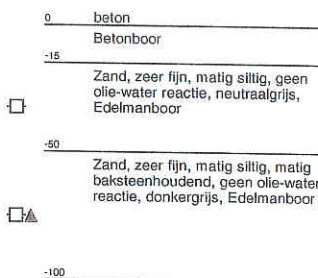 0 beton
Betonboor
-15
Zand, zeer fijn, matig siltig, geen
olie-water reactie, neutraalgrijs,
Edelmanboor
-50
Zand, zeer fijn, matig siltig, matig
baksteenhoudend, geen olie-water
reactie, donkergrijs, Edelmanboor
-100